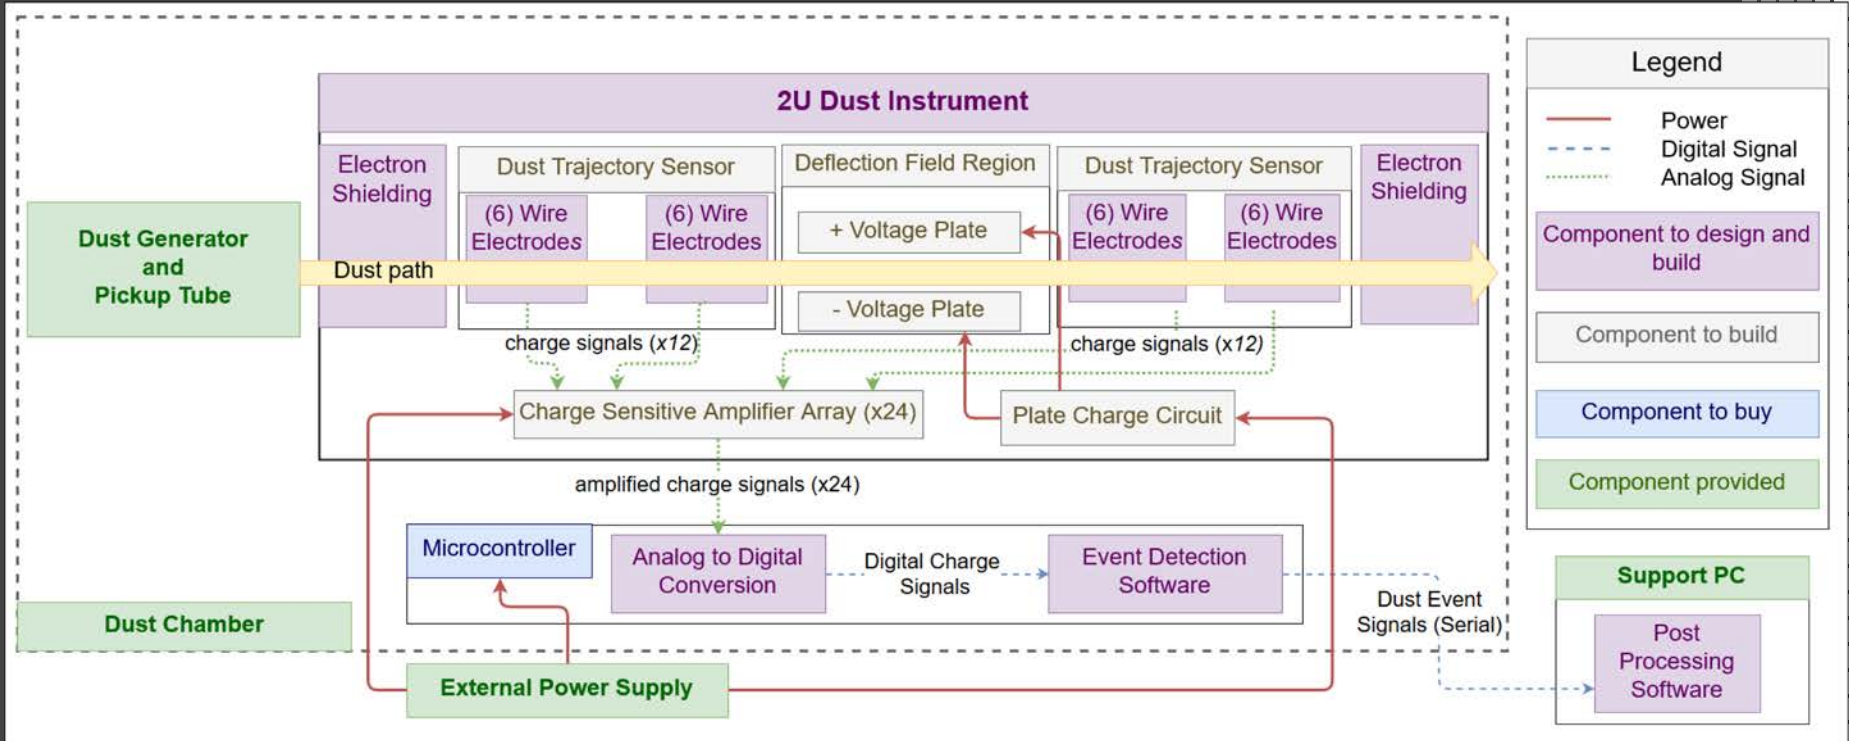 2U Dust Instrument
Electron
Shielding
Dust Trajectory Sensor
(6) Wire
Electrodes
(6) Wire
Electrodes
Deflection Field Region
+ Voltage Plate
- Voltage Plate
Dust Trajectory Sensor
(6) Wire
Electrodes
(6) Wire
Electrodes
Electron
Shielding
Dust Generator
and
Pickup Tube
Dust path
charge signals (x12)
charge signals (x12)
Charge Sensitive Amplifier Array (x24)
Plate Charge Circuit
amplified charge signals (x24)
Microcontroller
Analog to Digital
Conversion
Digital Charge
Signals
Event Detection
Software
Dust Event
Signals (Serial)
Dust Chamber
External Power Supply
Legend
Power
Digital Signal
Analog Signal
Component to design and
build
Component to build
Component to buy
Component provided
Support PC
Post
Processing
Software